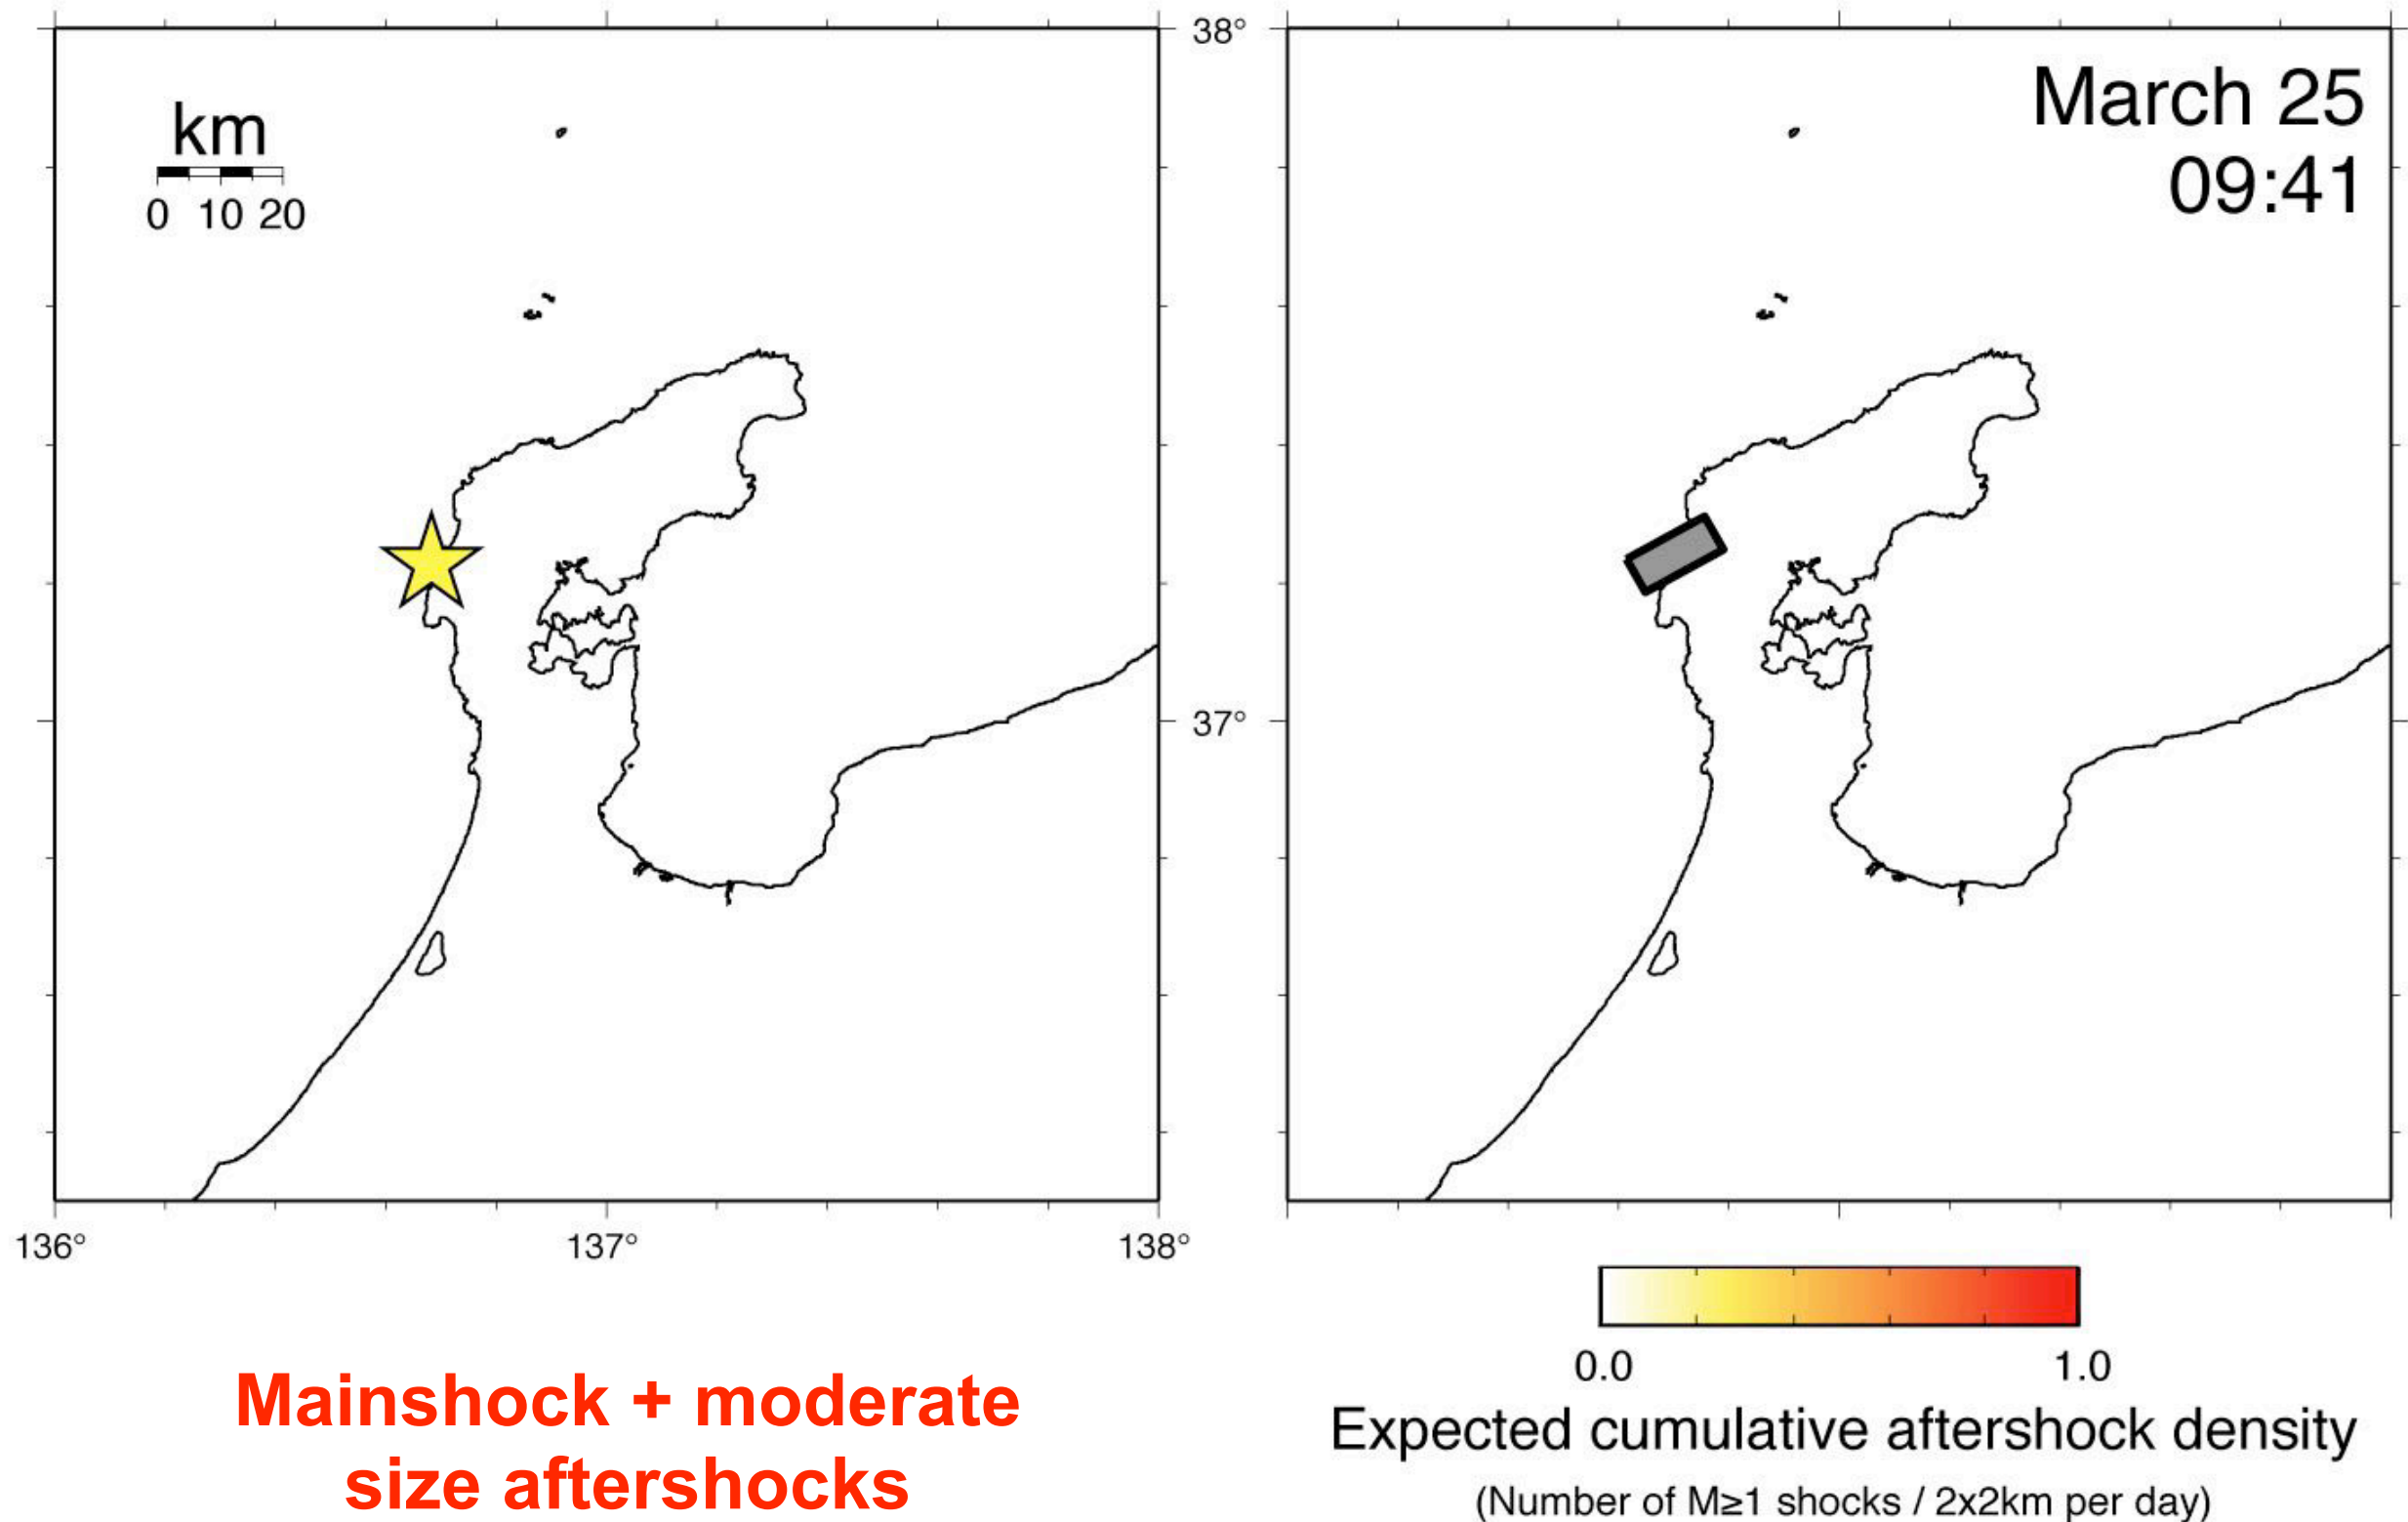 38°
March 25
09:41
km
0 10 20
37°
136° 137° 138°
0.0 1.0
Mainshock + moderate
size aftershocks
Expected cumulative aftershock density
(Number of M≥1 shocks / 2x2km per day)